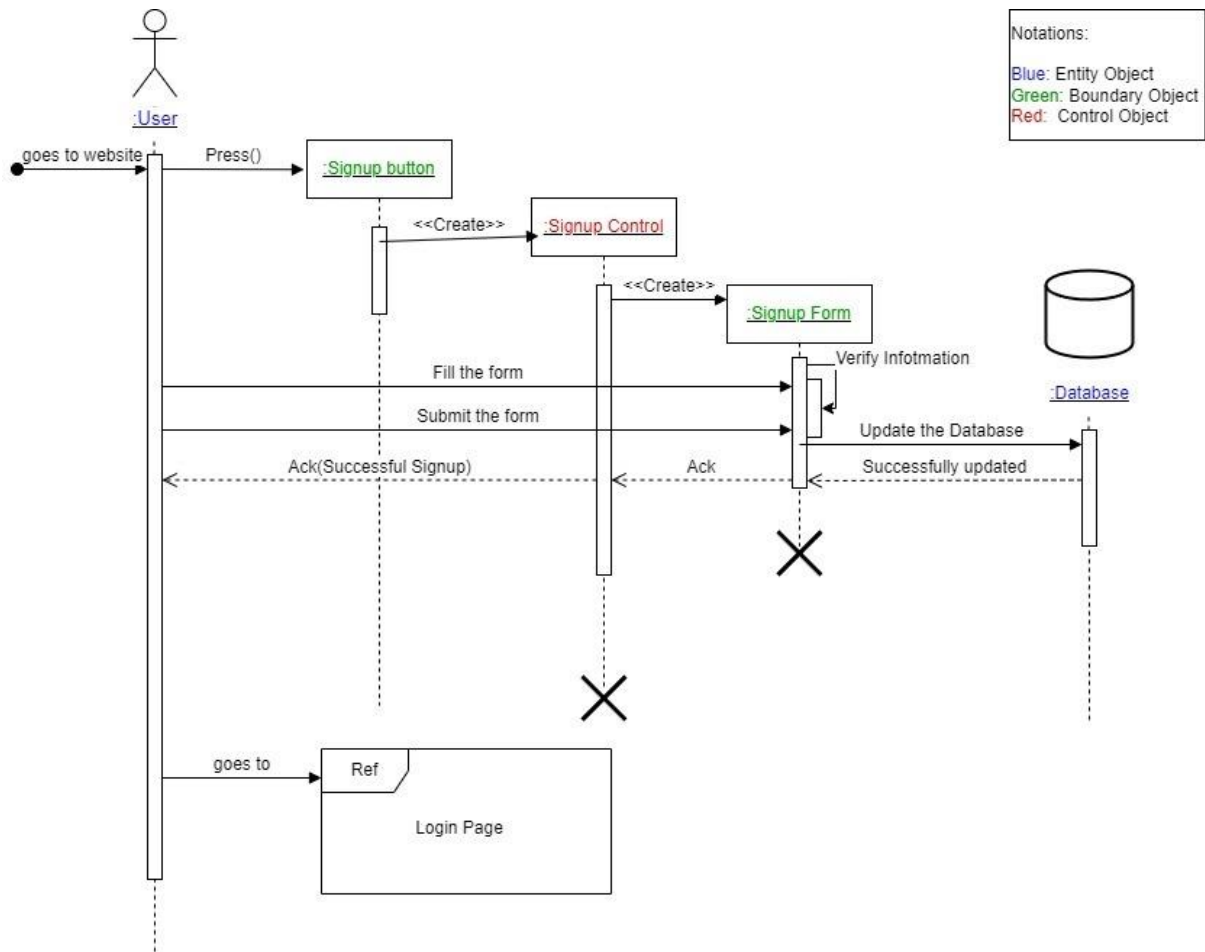 Notations:
Blue: Entity Object
Green: Boundary Object
Red: Control Object
:User
goes to website
Press()
:Signup button
<<Create>>
:Signup Control
<<Create>>
:Signup Form
Verify Infotmation
Fill the form
:Database
Submit the form
Update the Database
Ack(Successful Signup)
Ack
Successfully updated
goes to
Ref
Login Page